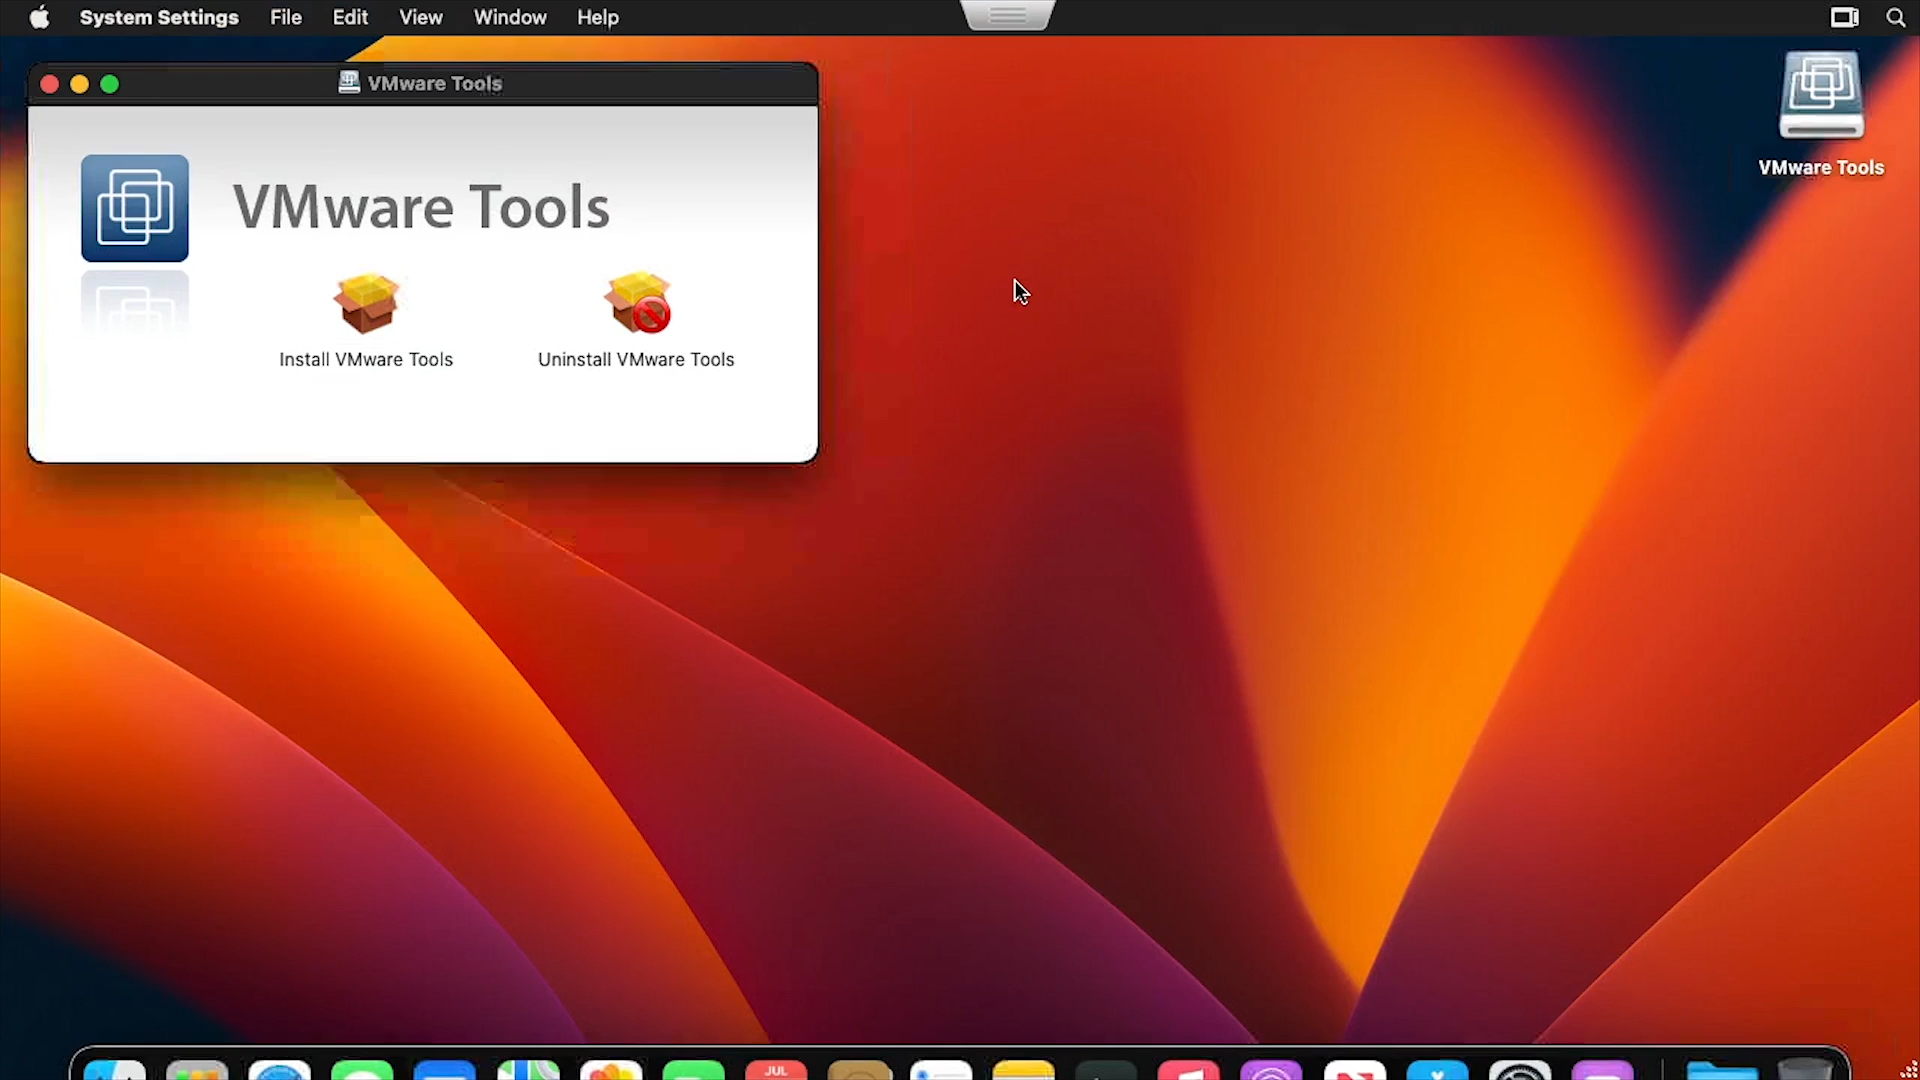 System Settings File Edit View Window Help
VMware Tools
VMware Tools
VMware Tools
Install VMware Tools Uninstall VMware Tools
JUL